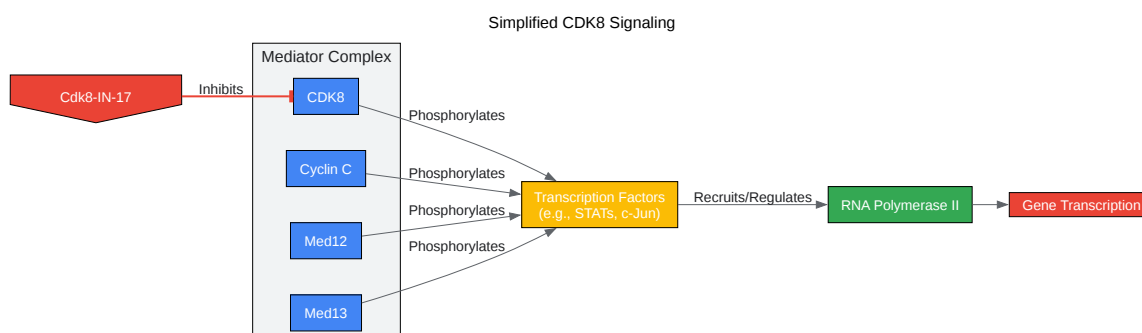 Simplified CDK8 Signaling
Mediator Complex
Cdk8-IN-17
Inhibits
CDK8
Phosphorylates
Cyclin C
Phosphorylates
Med12
Phosphorylates
Med13
Phosphorylates
Transcription Factors
(e.g., STATs, c-Jun)
Recruits/Regulates
RNA Polymerase II
Gene Transcription